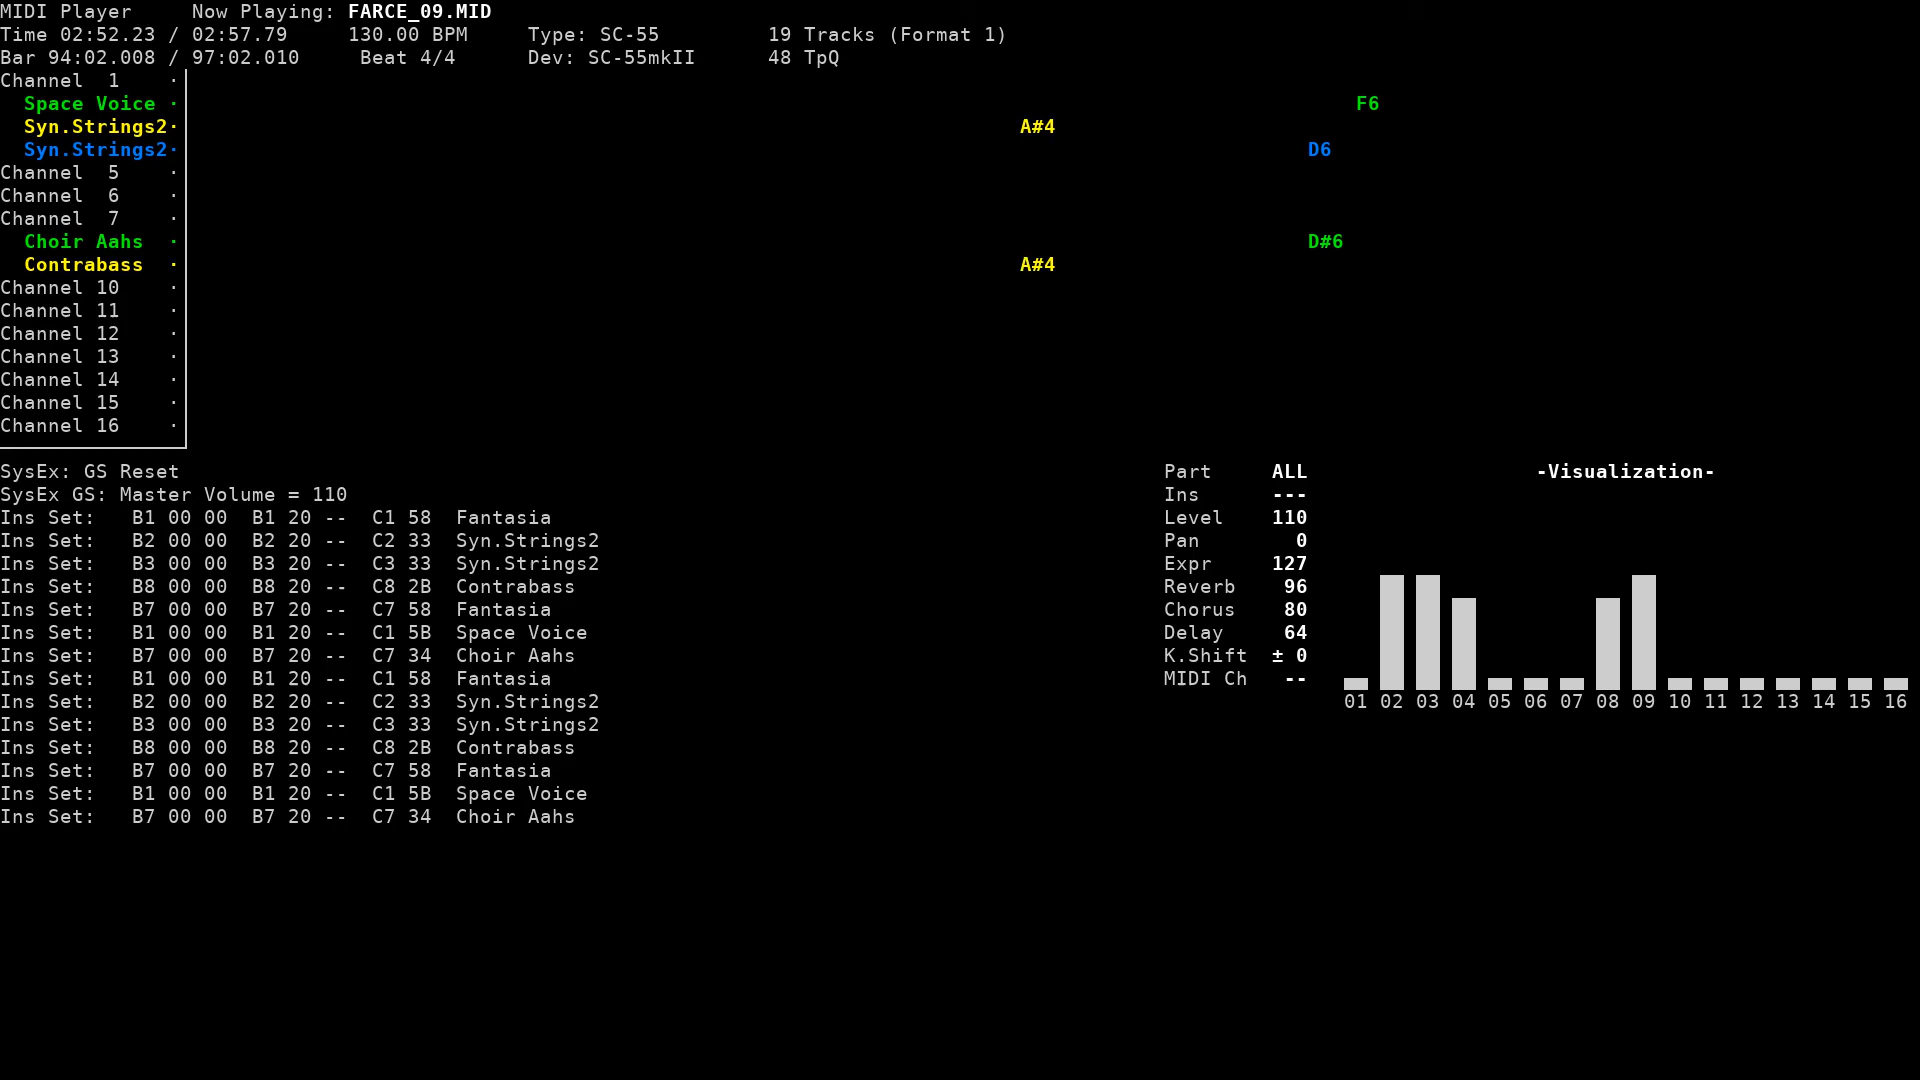 MIDI Player     Now Playing: FARCE_09.MID
Time 02:52.23 / 02:57.79     130.00 BPM     Type: SC-55         19 Tracks (Format 1)
Bar 94:02.008 / 97:02.010     Beat 4/4      Dev: SC-55mkII      48 TpQ
Channel  1    ·
Space Voice ·     F6
Syn.Strings2·     A#4
Syn.Strings2·     D6
Channel  5    ·
Channel  6    ·
Channel  7    ·
Choir Aahs  ·     D#6
Contrabass  ·     A#4
Channel 10    ·
Channel 11    ·
Channel 12    ·
Channel 13    ·
Channel 14    ·
Channel 15    ·
Channel 16    ·
SysEx: GS Reset
SysEx GS: Master Volume = 110
Ins Set:   B1 00 00  B1 20 --  C1 58  Fantasia
Ins Set:   B2 00 00  B2 20 --  C2 33  Syn.Strings2
Ins Set:   B3 00 00  B3 20 --  C3 33  Syn.Strings2
Ins Set:   B8 00 00  B8 20 --  C8 2B  Contrabass
Ins Set:   B7 00 00  B7 20 --  C7 58  Fantasia
Ins Set:   B1 00 00  B1 20 --  C1 5B  Space Voice
Ins Set:   B7 00 00  B7 20 --  C7 34  Choir Aahs
Ins Set:   B1 00 00  B1 20 --  C1 58  Fantasia
Ins Set:   B2 00 00  B2 20 --  C2 33  Syn.Strings2
Ins Set:   B3 00 00  B3 20 --  C3 33  Syn.Strings2
Ins Set:   B8 00 00  B8 20 --  C8 2B  Contrabass
Ins Set:   B7 00 00  B7 20 --  C7 58  Fantasia
Ins Set:   B1 00 00  B1 20 --  C1 5B  Space Voice
Ins Set:   B7 00 00  B7 20 --  C7 34  Choir Aahs
Part     ALL
Ins      ---
Level    110
Pan        0
Expr     127
Reverb    96
Chorus    80
Delay     64
K.Shift  ± 0
MIDI Ch   --
-Visualization-
01 02 03 04 05 06 07 08 09 10 11 12 13 14 15 16